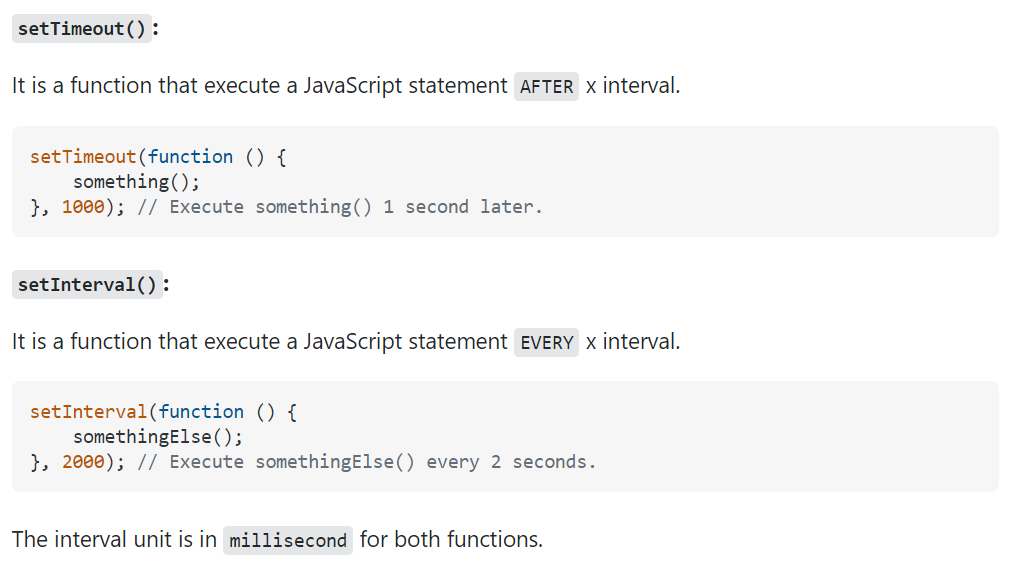 setTimeout():
It is a function that execute a JavaScript statement AFTER x interval.
setTimeout(function () {
    something();
}, 1000); // Execute something() 1 second later.
setInterval():
It is a function that execute a JavaScript statement EVERY x interval.
setInterval(function () {
    somethingElse();
}, 2000); // Execute somethingElse() every 2 seconds.
The interval unit is in millisecond for both functions.